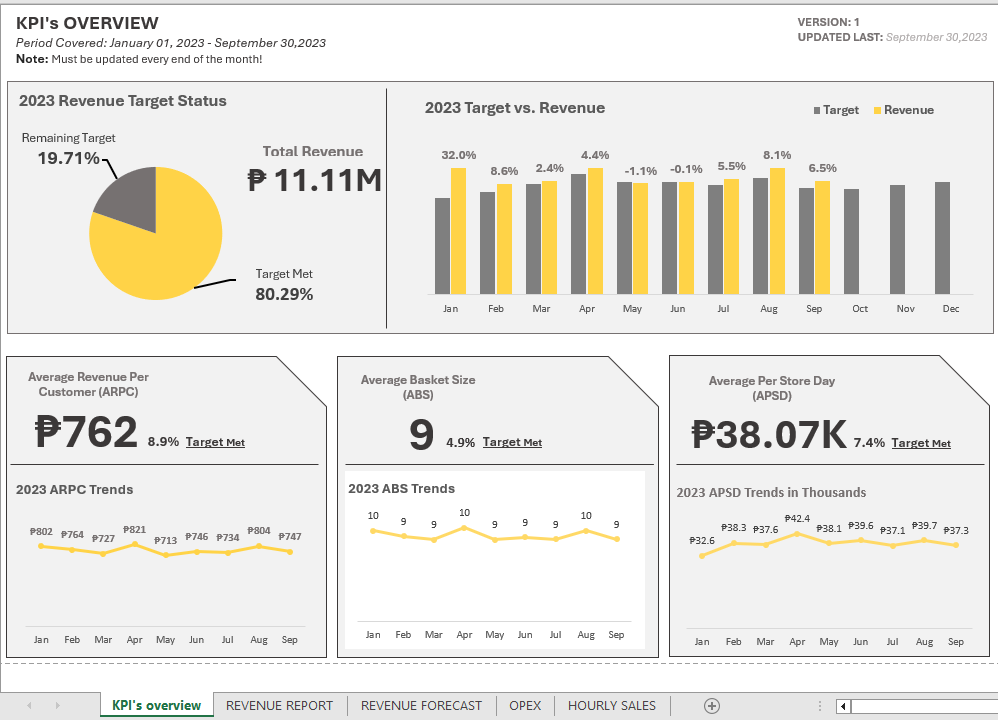 KPI's OVERVIEW
Period Covered: January 01, 2023 - September 30,2023
Note: Must be updated every end of the month!
VERSION: 1
UPDATED LAST: September 30,2023
2023 Revenue Target Status
Remaining Target
19.71%
Total Revenue
₱ 11.11M
Target Met
80.29%
2023 Target vs. Revenue
Target Revenue
32.0% 8.6% 2.4% 4.4% -1.1% -0.1% 5.5% 8.1% 6.5%
Jan Feb Mar Apr May Jun Jul Aug Sep Oct Nov Dec
Average Revenue Per
Customer (ARPC)
₱762 8.9% Target Met
2023 ARPC Trends
₱802 ₱764 ₱727 ₱821 ₱713 ₱746 ₱734 ₱804 ₱747
Jan Feb Mar Apr May Jun Jul Aug Sep
Average Basket Size
(ABS)
9 4.9% Target Met
2023 ABS Trends
10 9 9 10 9 9 9 10 9
Jan Feb Mar Apr May Jun Jul Aug Sep
Average Per Store Day
(APSD)
₱38.07K 7.4% Target Met
2023 APSD Trends in Thousands
₱32.6 ₱38.3 ₱37.6 ₱42.4 ₱38.1 ₱39.6 ₱37.1 ₱39.7 ₱37.3
Jan Feb Mar Apr May Jun Jul Aug Sep
KPI's overview REVENUE REPORT REVENUE FORECAST OPEX HOURLY SALES